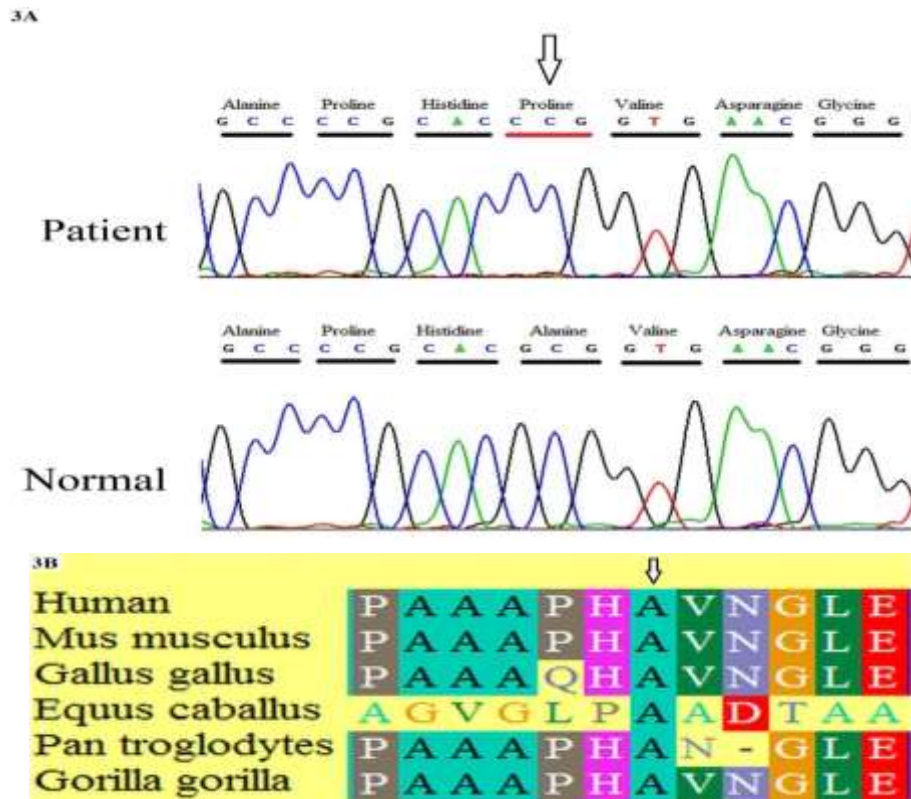 3A
Alanine Proline Histidine Proline Valine Asparagine Glycine
G C C C C G C A C C C G G T G A A C G G G
Patient
Alanine Proline Histidine Alanine Valine Asparagine Glycine
G C C C C G C A C G C G G T G A A C G G G
Normal
3B
Human P A A A P H A V N G L E
Mus musculus P A A A P H A V N G L E
Gallus gallus P A A A Q H A V N G L E
Equus caballus A G V G L P A A D T A A
Pan troglodytes P A A A P H A N - G L E
Gorilla gorilla P A A A P H A V N G L E